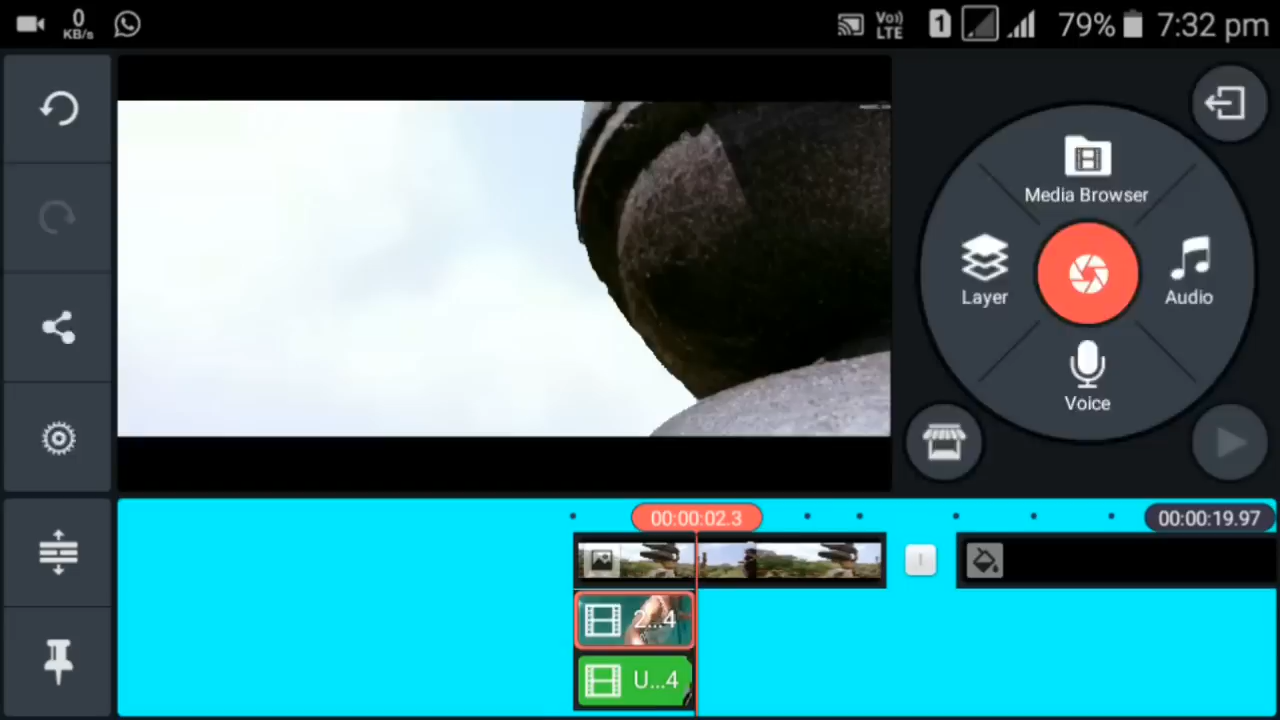 0
KB/s
Vo))
LTE
1
79%
7:32 pm
Media Browser
Layer
Audio
Voice
00:00:02.3
00:00:19.97
2...4
U...4